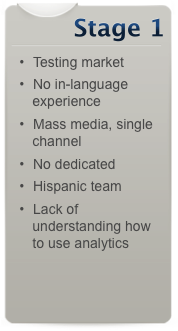 Stage 1
• Testing market
• No in-language
experience
• Mass media, single
channel
• No dedicated
• Hispanic team
• Lack of
understanding how
to use analytics